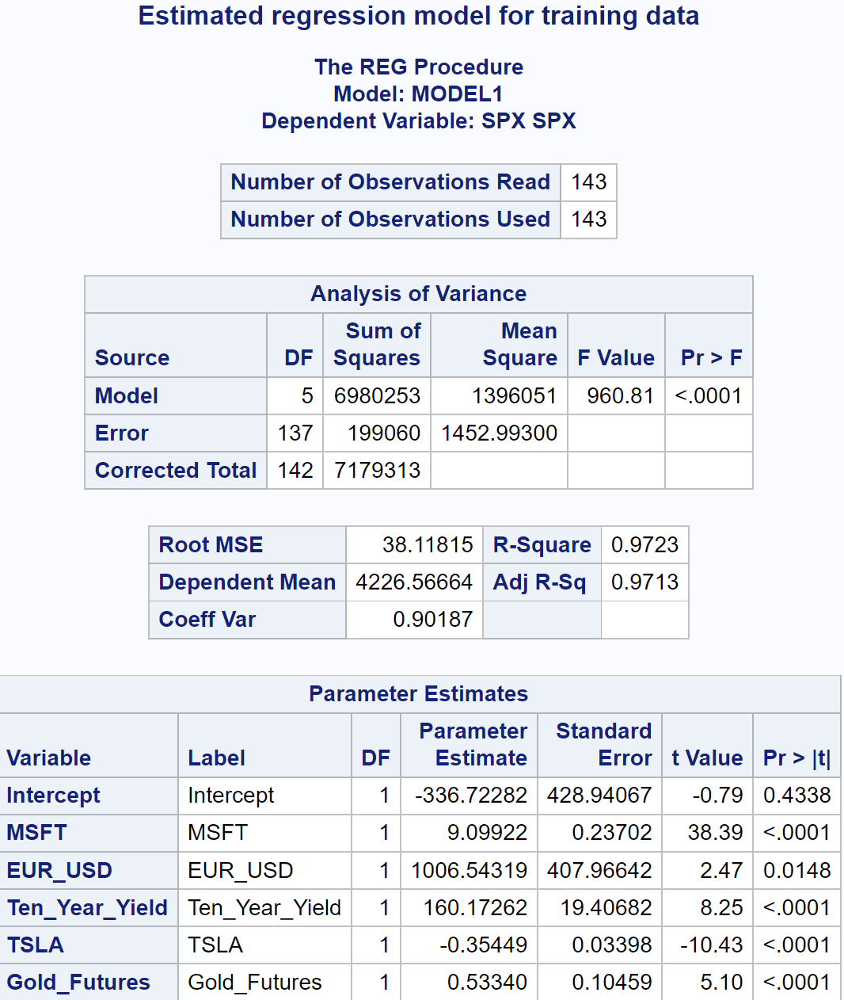 Estimated regression model for training data
The REG Procedure
Model: MODEL1
Dependent Variable: SPX SPX
Number of Observations Read 143
Number of Observations Used 143
Analysis of Variance
Source DF Sum of Squares Mean Square F Value Pr > F
Model 5 6980253 1396051 960.81 <.0001
Error 137 199060 1452.99300
Corrected Total 142 7179313
Root MSE 38.11815 R-Square 0.9723
Dependent Mean 4226.56664 Adj R-Sq 0.9713
Coeff Var 0.90187
Parameter Estimates
Variable Label DF Parameter Estimate Standard Error t Value Pr > |t|
Intercept Intercept 1 -336.72282 428.94067 -0.79 0.4338
MSFT MSFT 1 9.09922 0.23702 38.39 <.0001
EUR_USD EUR_USD 1 1006.54319 407.96642 2.47 0.0148
Ten_Year_Yield Ten_Year_Yield 1 160.17262 19.40682 8.25 <.0001
TSLA TSLA 1 -0.35449 0.03398 -10.43 <.0001
Gold_Futures Gold_Futures 1 0.53340 0.10459 5.10 <.0001